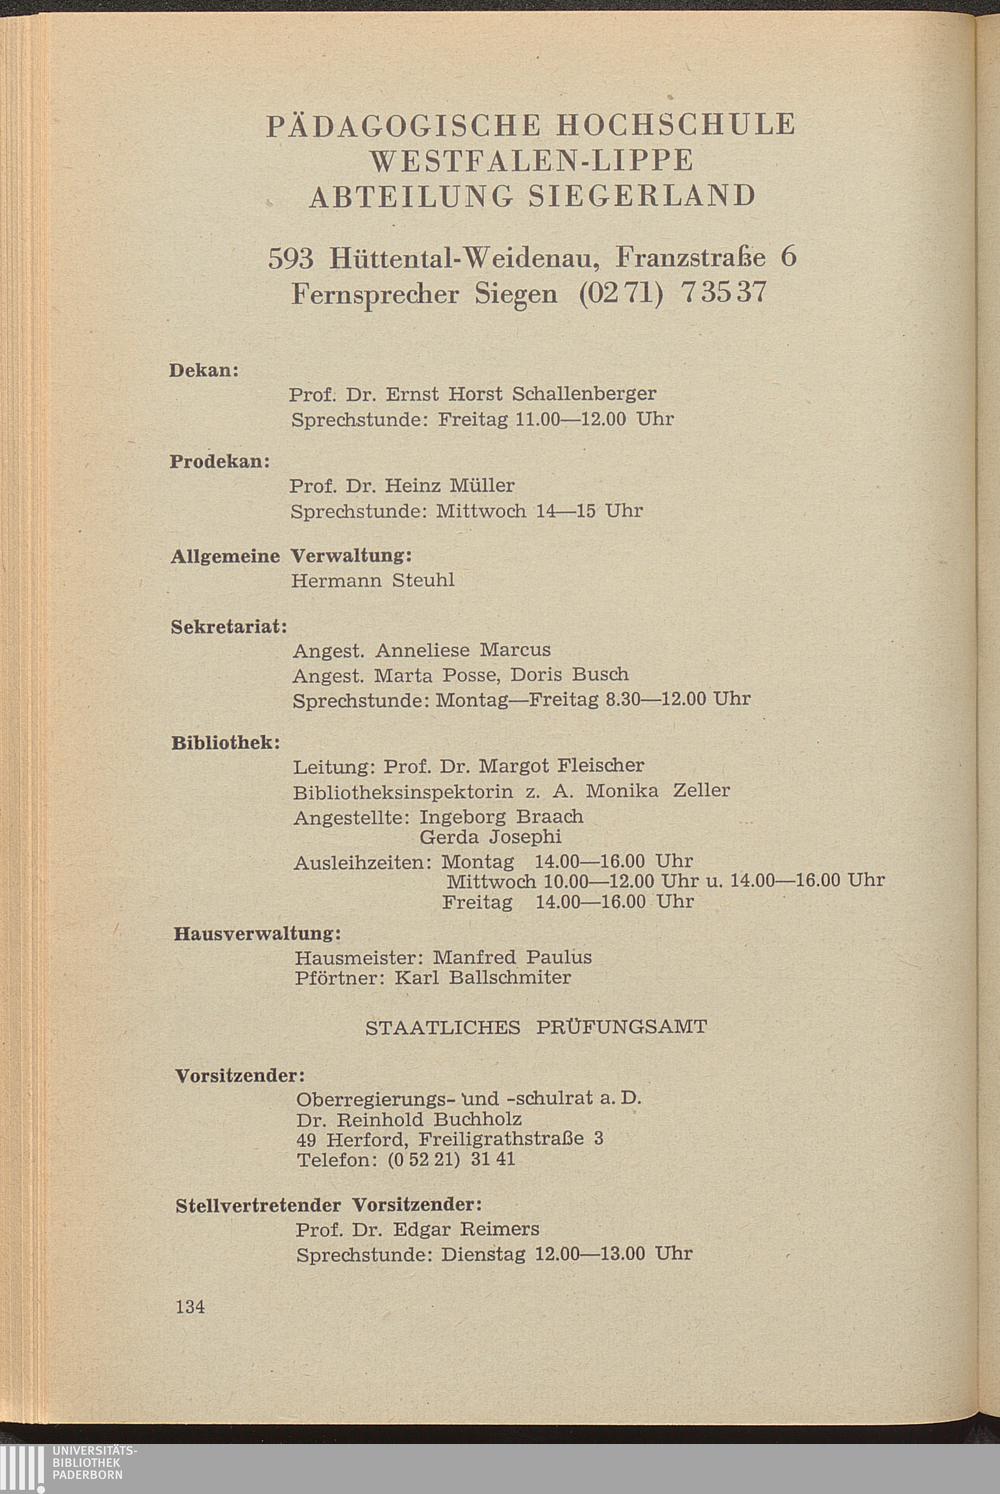 PÄDAGOGISCHE HOCHSCHULE
WESTFALEN-LIPPE
ABTEILUNG SIEGERLAND
593 Hüttental-Weidenau, Franzstraße 6
Fernsprecher Siegen (02 71) 7 35 37
Dekan:
Prof. Dr. Ernst Horst Schallenberger
Sprechstunde: Freitag 11.00—12.00 Uhr
Prodekan:
Prof. Dr. Heinz Müller
Sprechstunde: Mittwoch 14—15 Uhr
Allgemeine Verwaltung:
Hermann Steuhl
Sekretariat:
Angest. Anneliese Marcus
Angest. Marta Posse, Doris Busch
Sprechstunde: Montag—Freitag 8.30—12.00 Uhr
Bibliothek:
Leitung: Prof. Dr. Margot Fleischer
Bibliotheksinspektorin z. A. Monika Zeller
Angestellte: Ingeborg Braach
Gerda Josephi
Ausleihzeiten: Montag 14.00—16.00 Uhr
Mittwoch 10.00—12.00 Uhr u. 14.00—16.00 Uhr
Freitag 14.00—16.00 Uhr
Hausverwaltung:
Hausmeister: Manfred Paulus
Pförtner: Karl Ballschmiter
STAATLICHES PRÜFUNGSAMT
Vorsitzender:
Oberregierungs- und -schulrat a. D.
Dr. Reinhold Buchholz
49 Herford, Freiligrathstraße 3
Telefon: (0 52 21) 31 41
Stellvertretender Vorsitzender:
Prof. Dr. Edgar Reimers
Sprechstunde: Dienstag 12.00—13.00 Uhr
134
UNIVERSITÄTS-
BIBLIOTHEK
PADERBORN